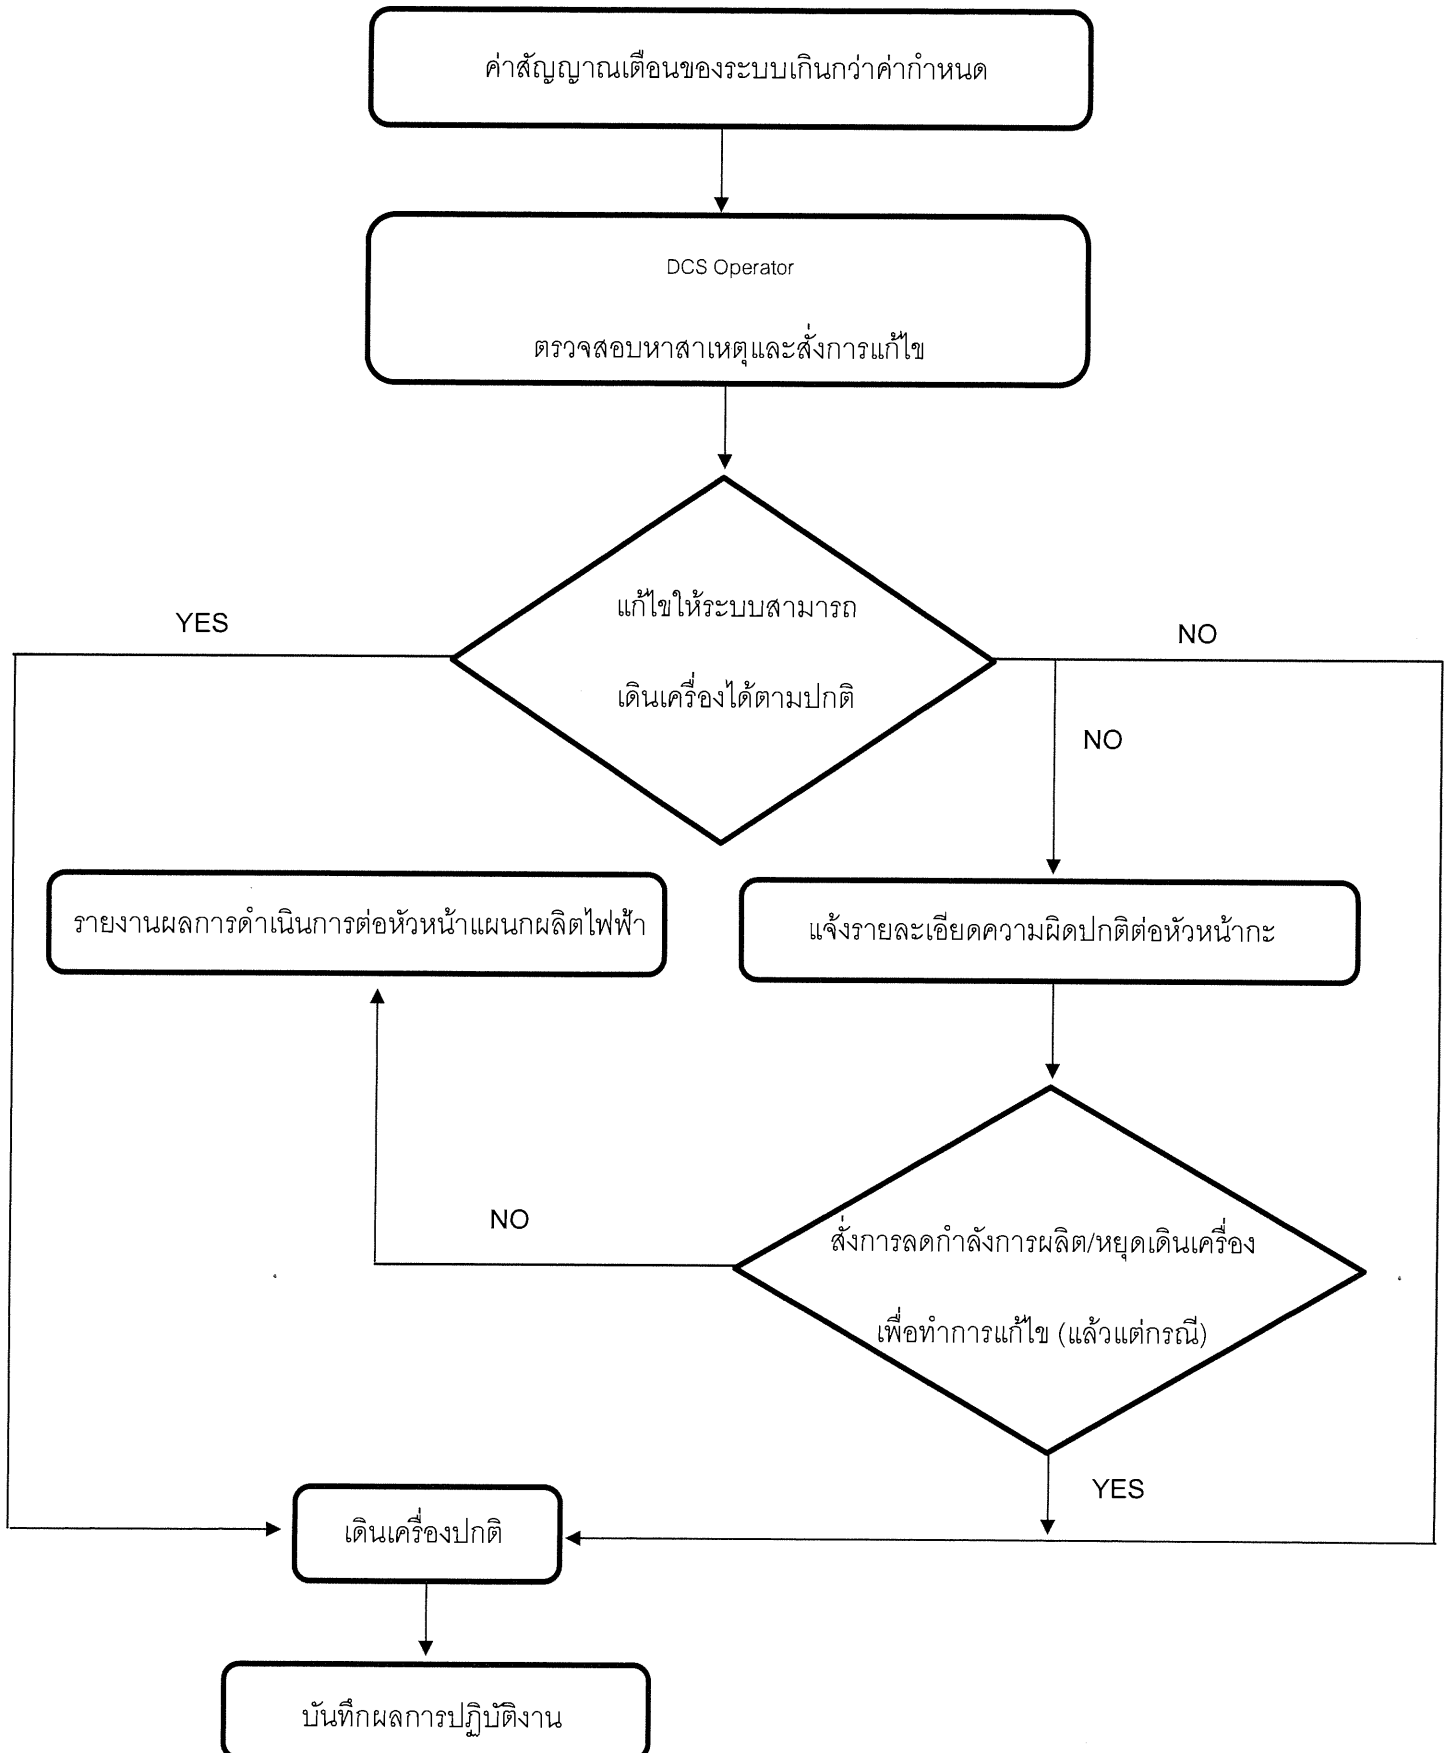 ค่าสัญญาณเตือนของระบบเกินกว่าค่ากำหนด
DCS Operator
ตรวจสอบหาสาเหตุและสั่งการแก้ไข
แก้ไขให้ระบบสามารถ
เดินเครื่องได้ตามปกติ
YES
NO
NO
รายงานผลการดำเนินการต่อหัวหน้าแผนกผลิตไฟฟ้า
แจ้งรายละเอียดความผิดปกติต่อหัวหน้ากะ
NO
สั่งการลดกำลังการผลิต/หยุดเดินเครื่อง
เพื่อทำการแก้ไข (แล้วแต่กรณี)
YES
เดินเครื่องปกติ
บันทึกผลการปฏิบัติงาน